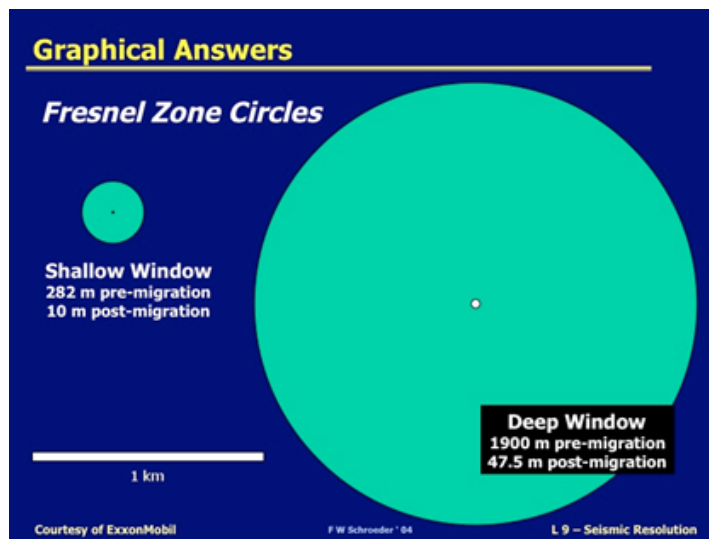 Graphical Answers
Fresnel Zone Circles
Shallow Window
282 m pre-migration
10 m post-migration
Deep Window
1900 m pre-migration
47.5 m post-migration
1 km
Courtesy of ExxonMobil
F W Schroeder ' 04
L 9 – Seismic Resolution